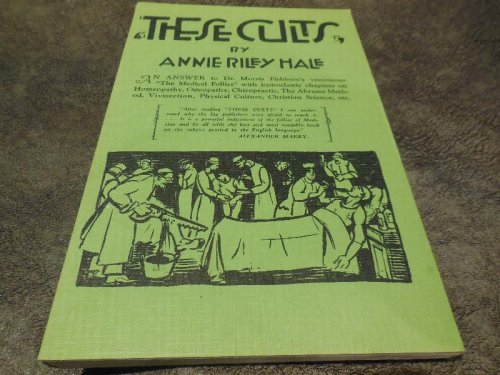 "THESE CULTS"
BY
ANNIE RILEY HALE
AN ANSWER to Dr. Morris Fishbein's venomous
"The Medical Follies" with iconoclastic chapters on
Homeopathy, Osteopathy, Chiropractic, The Abrams Meth-
od, Vivisection, Physical Culture, Christian Science, etc.
"After reading "THESE CULTS" I can under-
stand why the big publishers were afraid to touch it.
It is a powerful indictment of the follies of Medi-
cine and by all odds the best and most readable book
on the subject printed in the English language."
ALEXANDER MARKY.